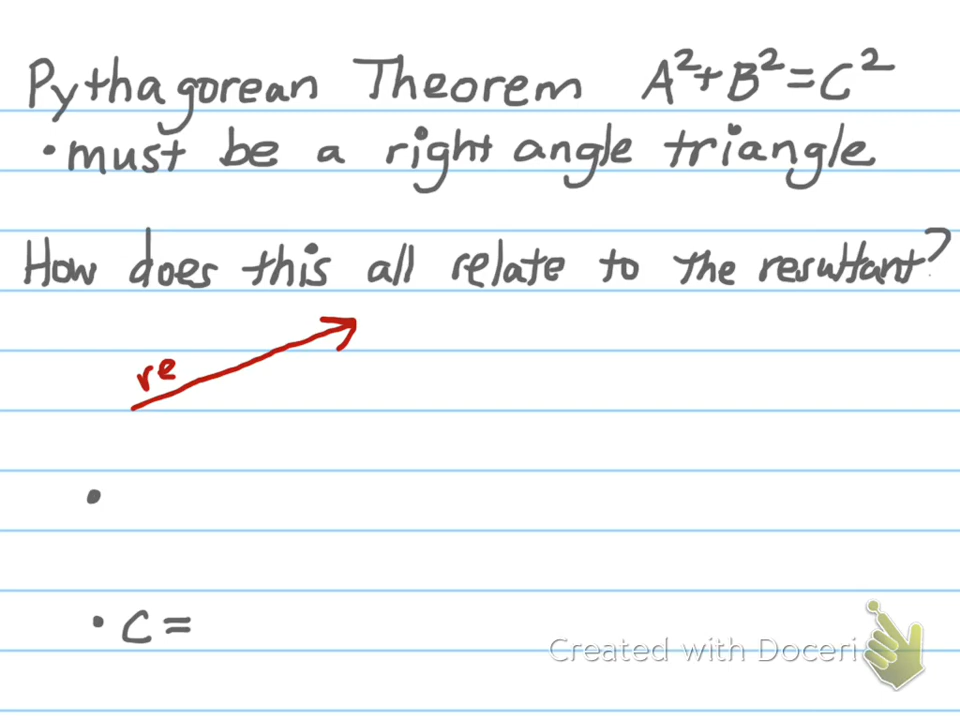 Pythagorean Theorem A²+B²=C²
•must be a right angle triangle
How does this all relate to the resultant?
re
•
•C=
Created with Doceri